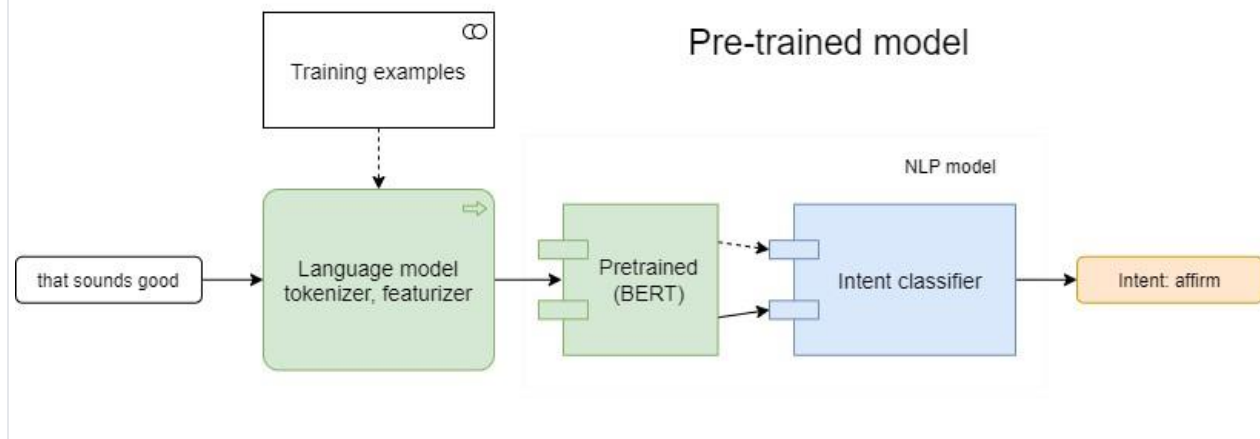 Pre-trained model
Training examples
NLP model
that sounds good
Language model
tokenizer, featurizer
Pretrained
(BERT)
Intent classifier
Intent: affirm